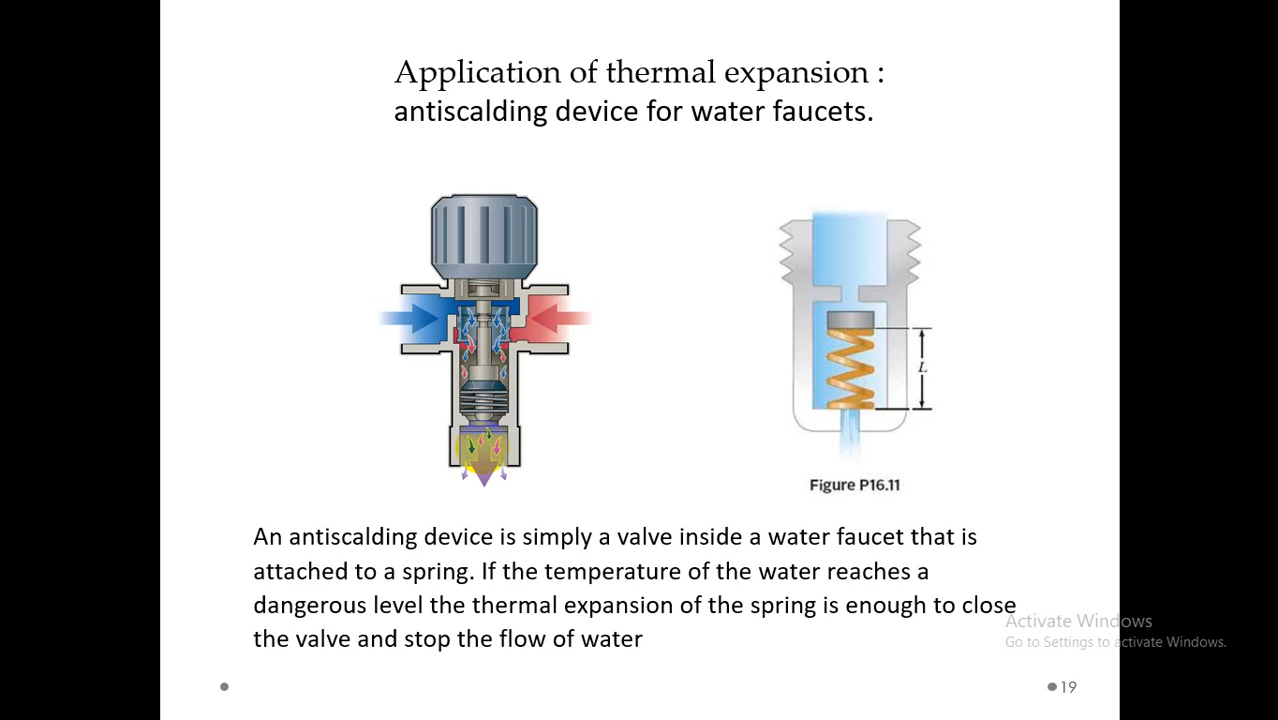 Application of thermal expansion :
antiscalding device for water faucets.
L
Figure P16.11
An antiscalding device is simply a valve inside a water faucet that is
attached to a spring. If the temperature of the water reaches a
dangerous level the thermal expansion of the spring is enough to close
the valve and stop the flow of water
Activate Windows
Go to Settings to activate Windows.
19